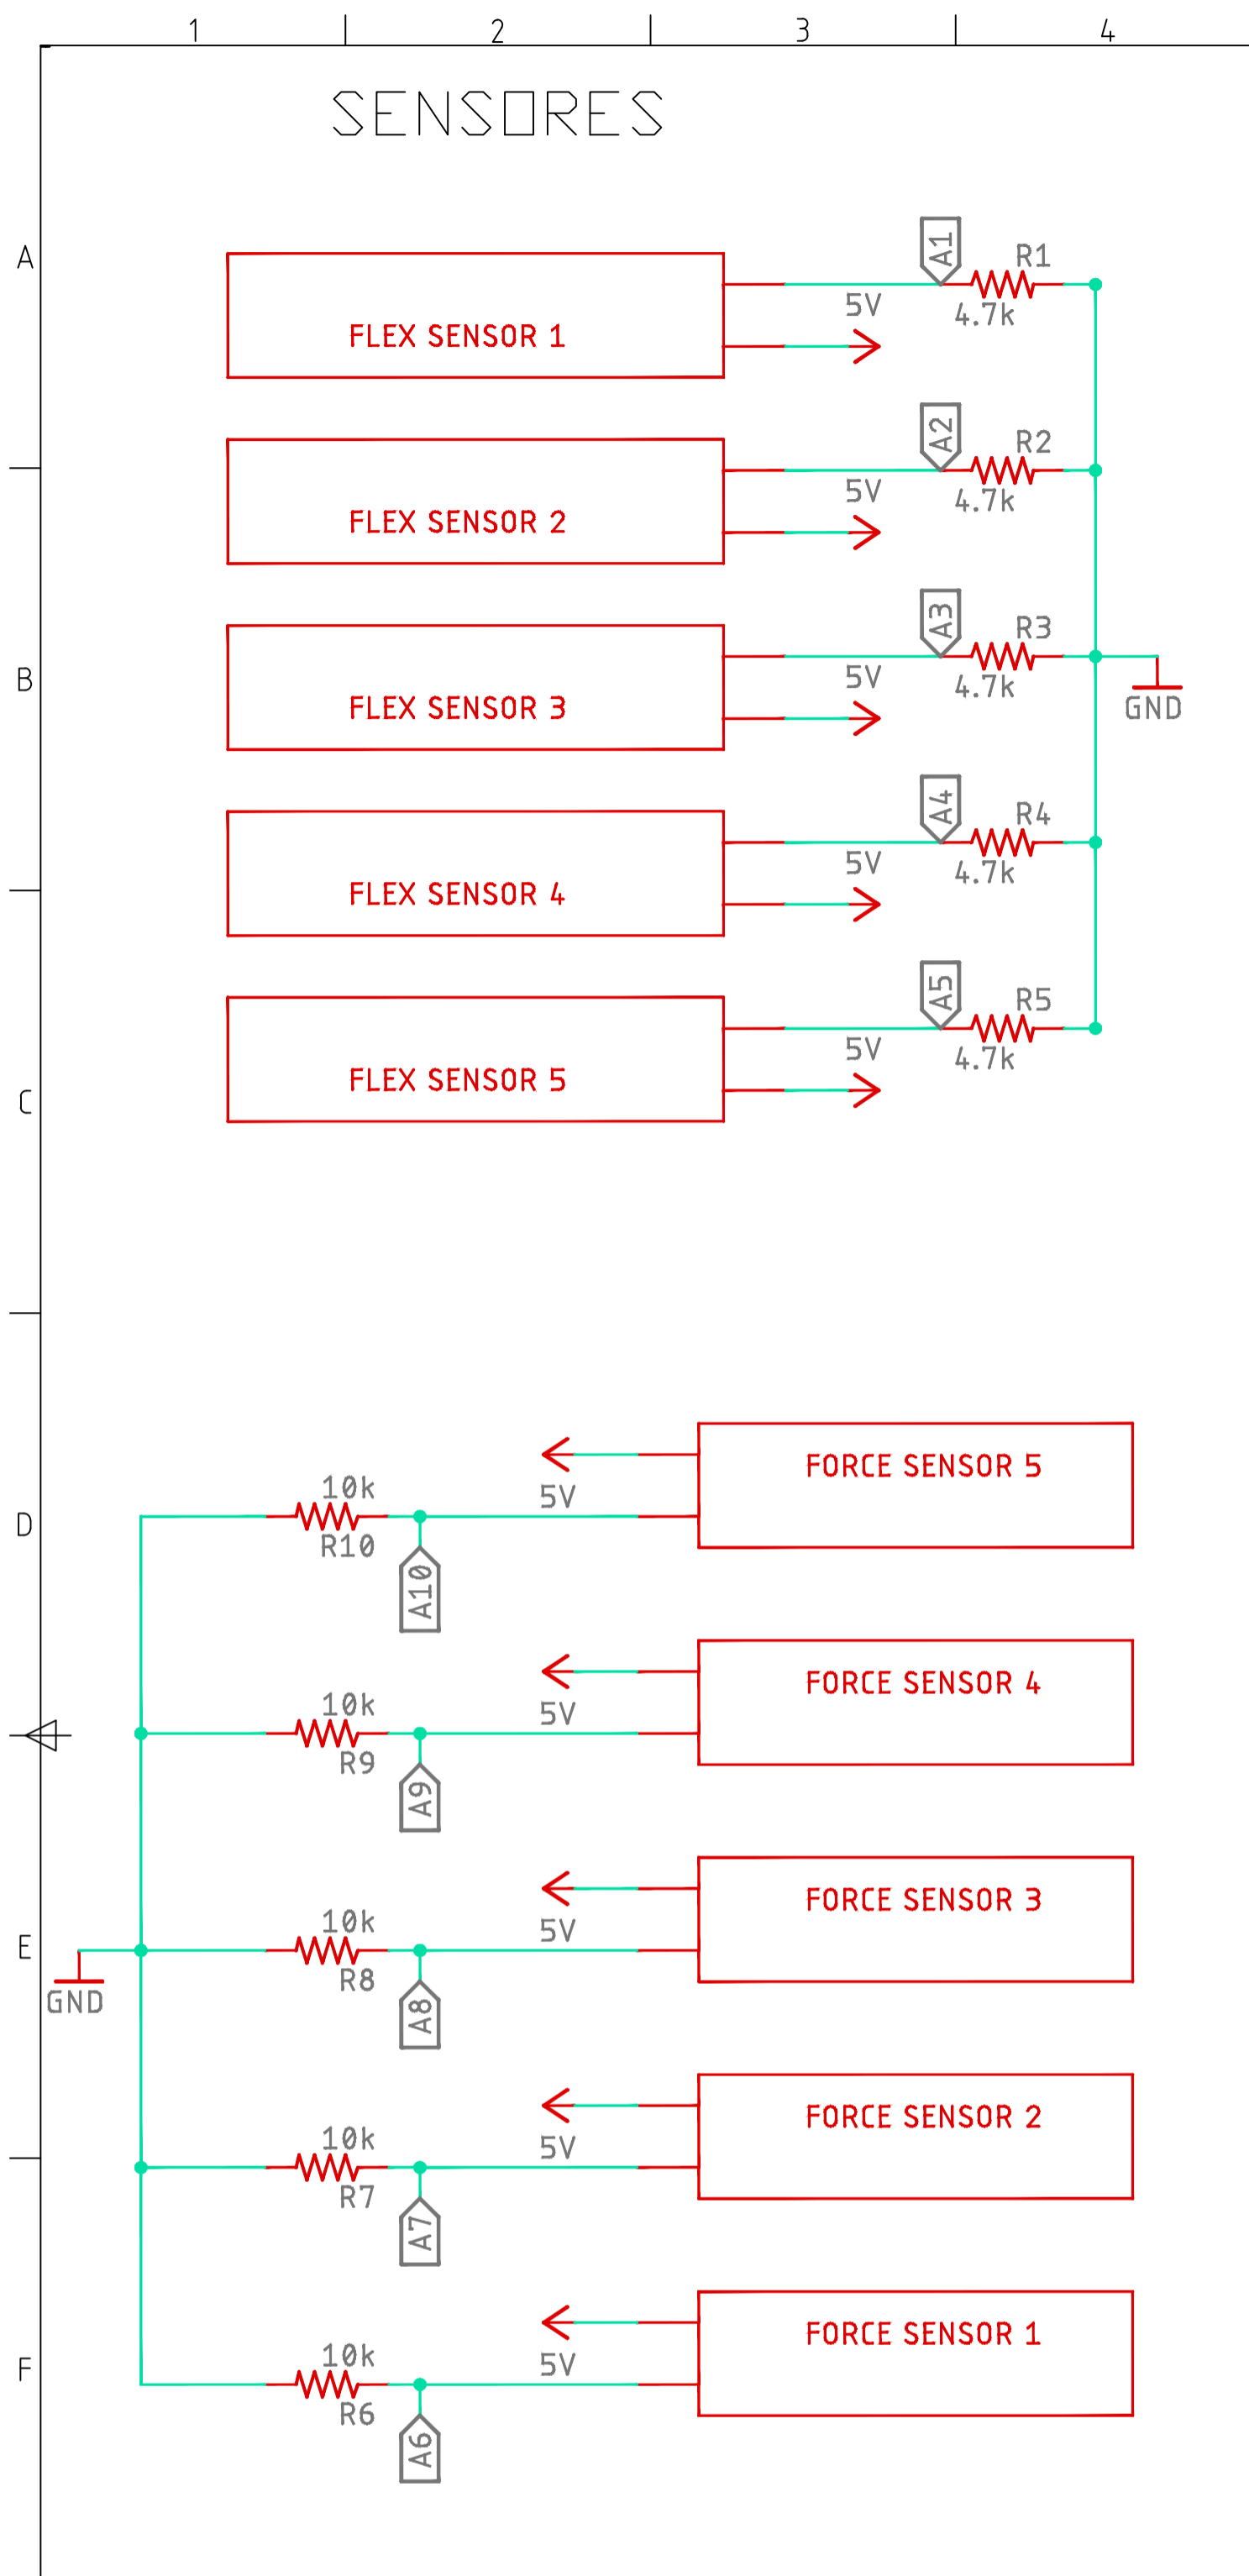 1 2 3 4
SENSORES
A
A1 R1
5V 4.7k
FLEX SENSOR 1
A2 R2
5V 4.7k
FLEX SENSOR 2
A3 R3
B
5V 4.7k
FLEX SENSOR 3
GND
A4 R4
5V 4.7k
FLEX SENSOR 4
A5 R5
5V 4.7k
FLEX SENSOR 5
C
FORCE SENSOR 5
10k 5V
D
R10
A10
FORCE SENSOR 4
10k 5V
R9
A9
FORCE SENSOR 3
10k 5V
E
R8
GND
A8
FORCE SENSOR 2
10k 5V
R7
A7
FORCE SENSOR 1
10k 5V
F
R6
A6